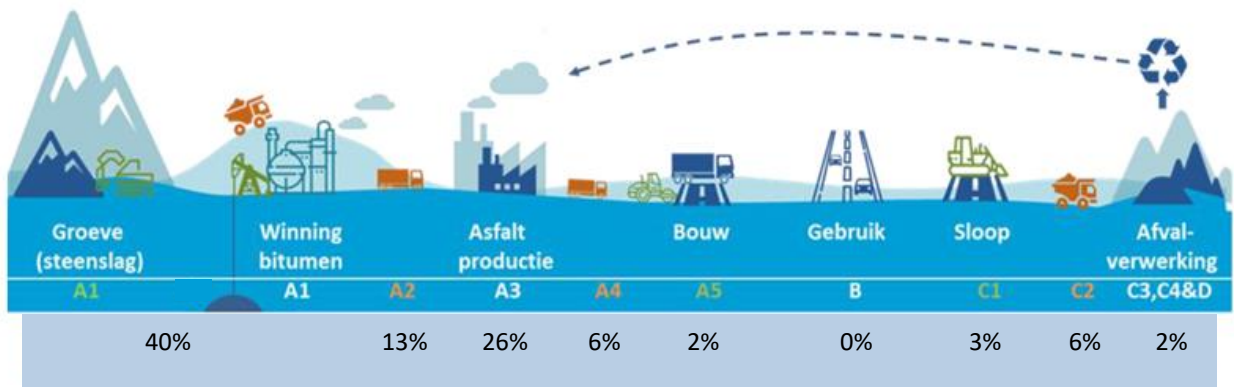 Groeve
(steenslag)
Winning
bitumen
Asfalt
productie
Bouw
Gebruik
Sloop
Afval-
verwerking
A1 A1 A2 A3 A4 A5 B C1 C2 C3,C4&D
40% 13% 26% 6% 2% 0% 3% 6% 2%